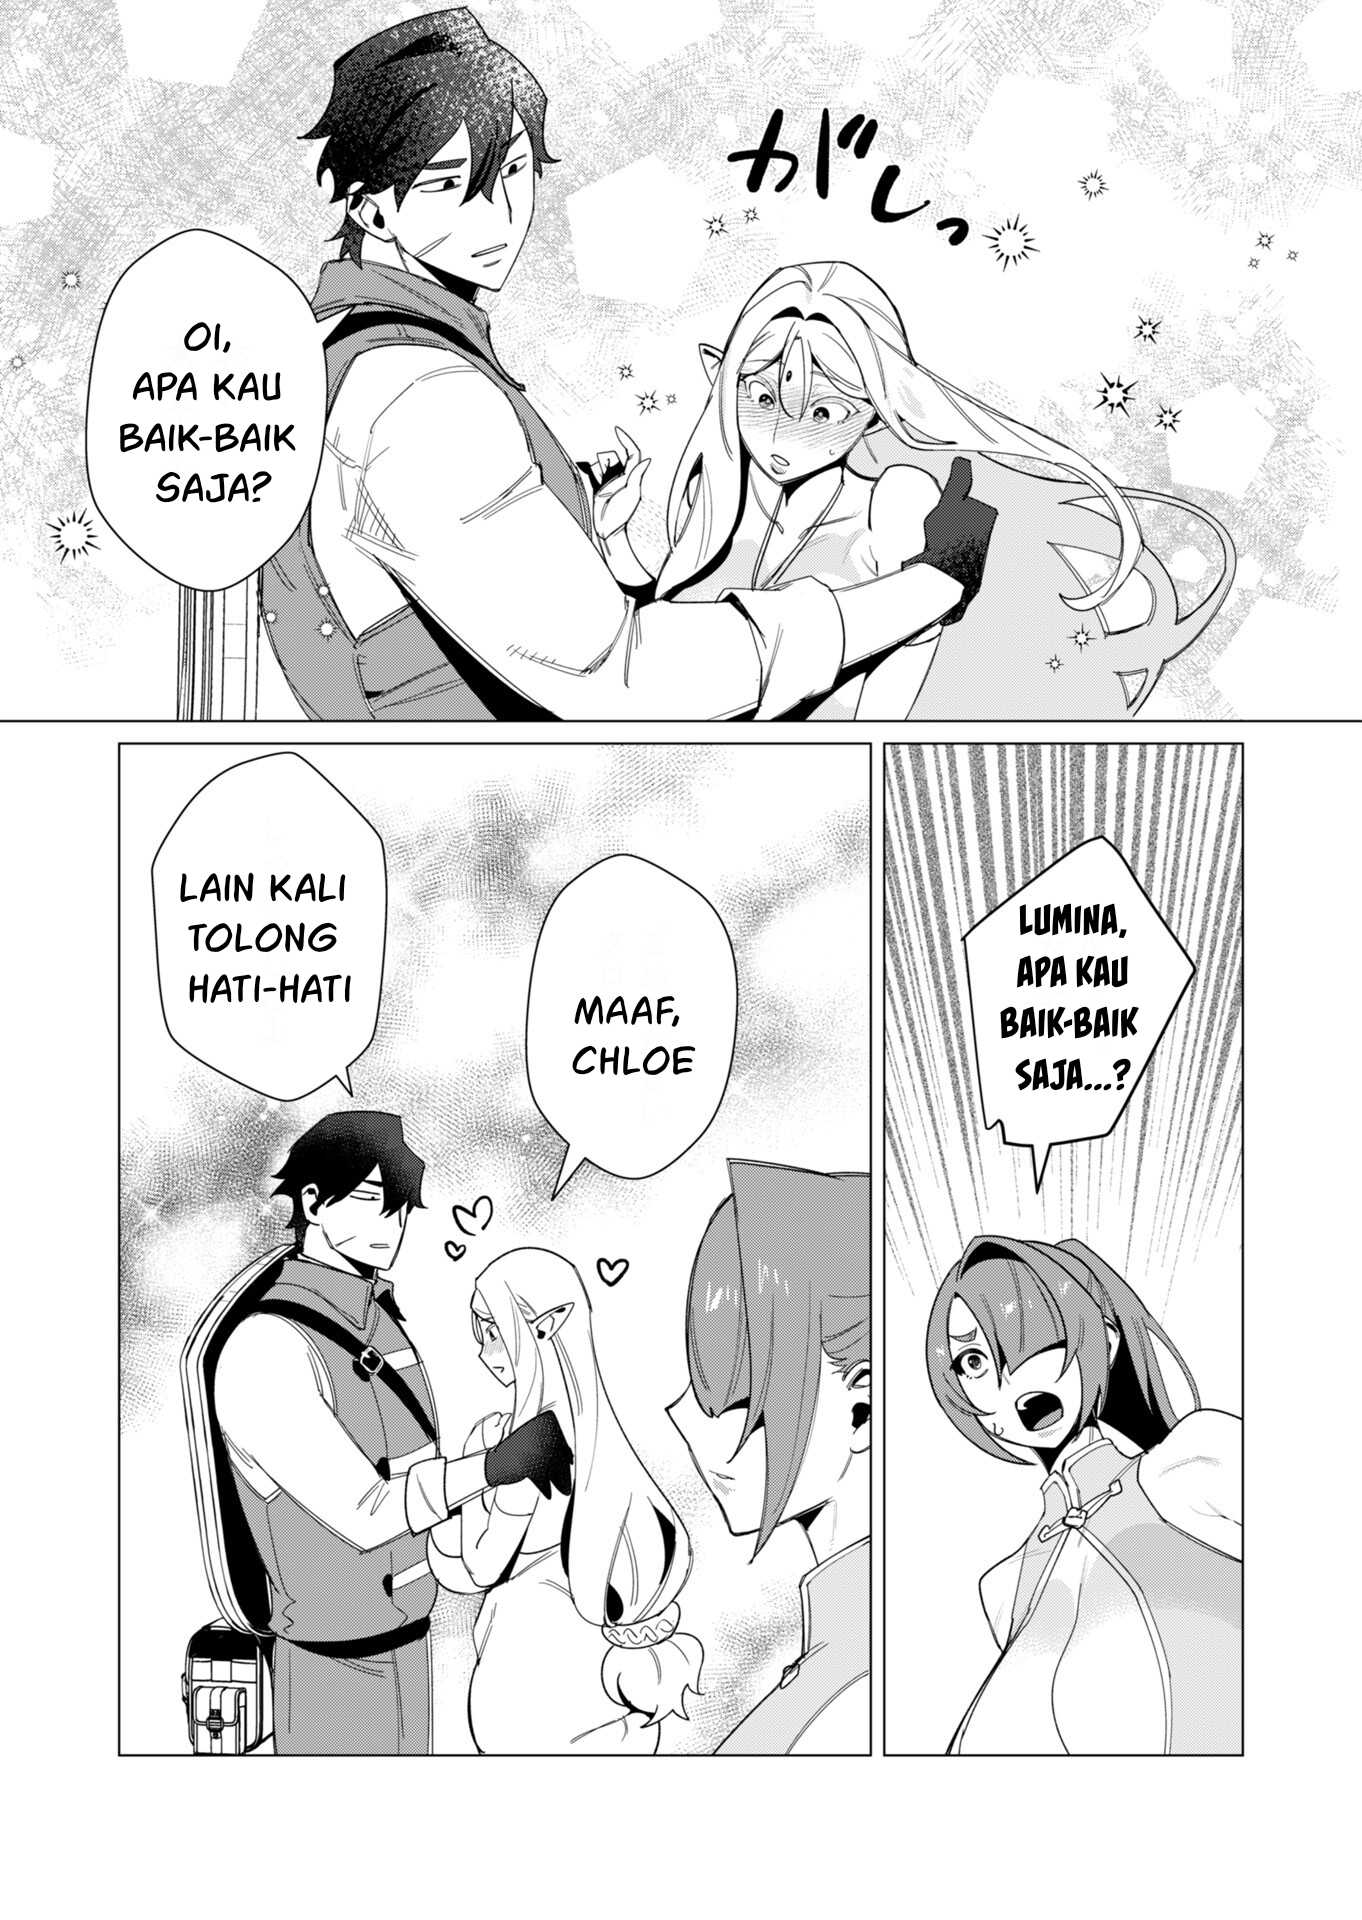 ガしっ
OI,
APA KAU
BAIK-BAIK
SAJA?
LUMINA,
APA KAU
BAIK-BAIK
SAJA...?
MAAF,
CHLOE
LAIN KALI
TOLONG
HATI-HATI